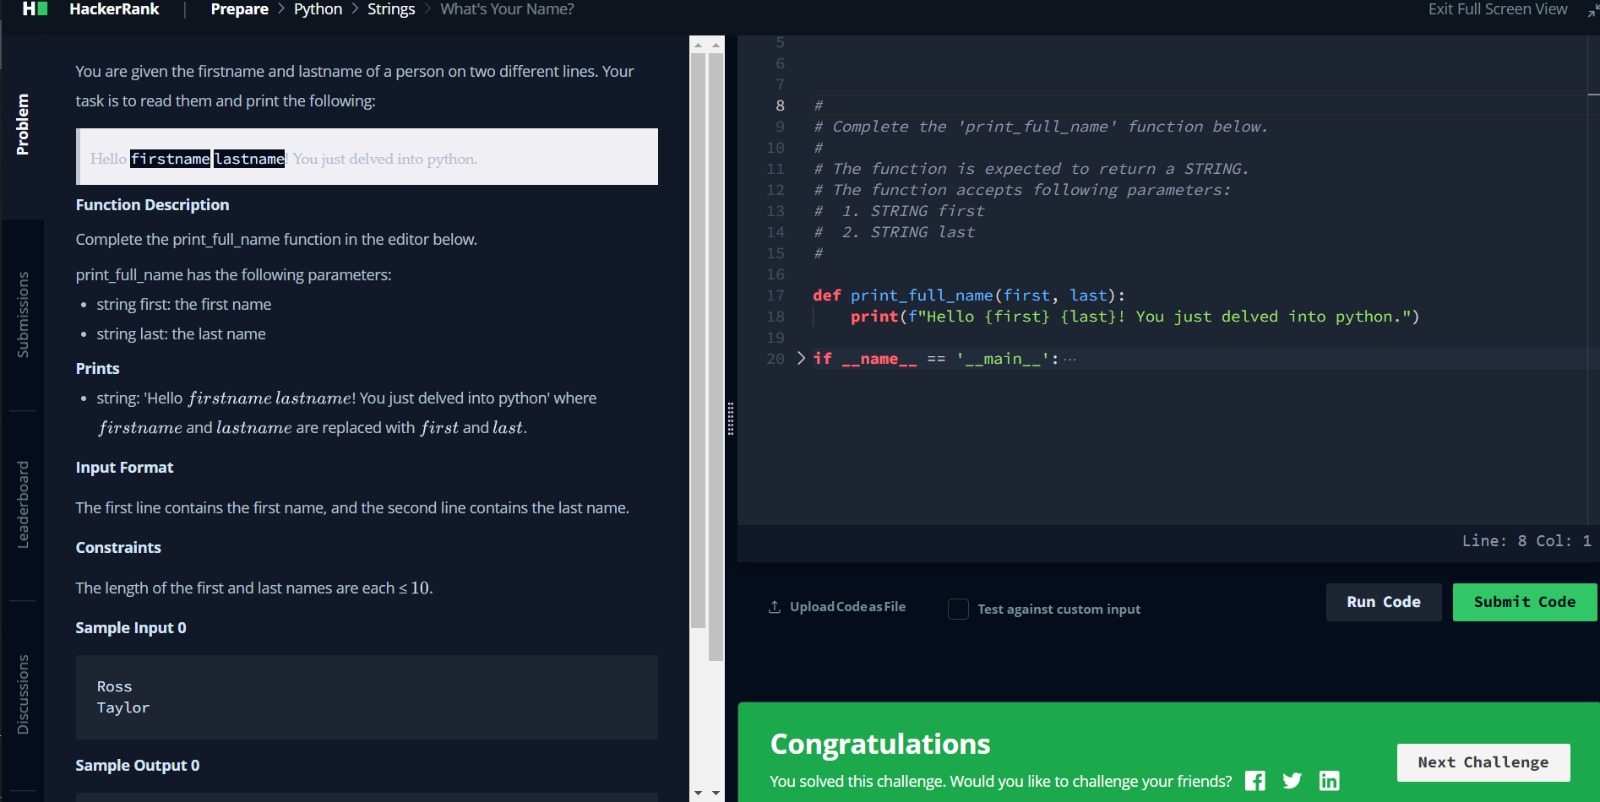 H HackerRank | Prepare > Python > Strings > What's Your Name? Exit Full Screen View
Problem
Submissions
Leaderboard
Discussions
You are given the firstname and lastname of a person on two different lines. Your
task is to read them and print the following:
Hello firstname lastname! You just delved into python.
Function Description
Complete the print_full_name function in the editor below.
print_full_name has the following parameters:
• string first: the first name
• string last: the last name
Prints
• string: 'Hello firstname lastname! You just delved into python' where
firstname and lastname are replaced with first and last.
Input Format
The first line contains the first name, and the second line contains the last name.
Constraints
The length of the first and last names are each ≤ 10.
Sample Input 0
Ross
Taylor
Sample Output 0
5
6
7
8 #
9 # Complete the 'print_full_name' function below.
10 #
11 # The function is expected to return a STRING.
12 # The function accepts following parameters:
13 #  1. STRING first
14 #  2. STRING last
15 #
16
17 def print_full_name(first, last):
18     print(f"Hello {first} {last}! You just delved into python.")
19
20 > if __name__ == '__main__': ···
Line: 8 Col: 1
Upload Code as File
Test against custom input
Run Code
Submit Code
Congratulations
You solved this challenge. Would you like to challenge your friends?
Next Challenge